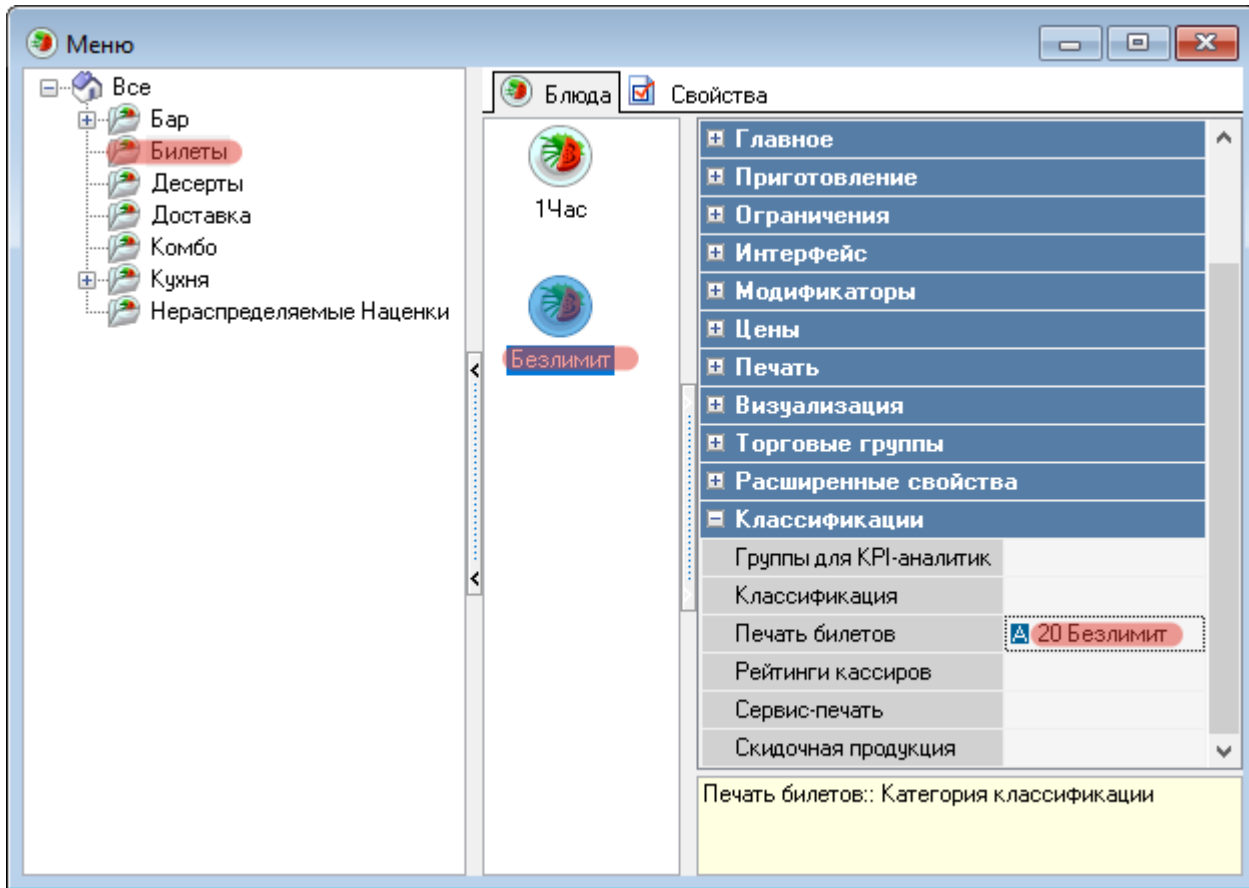 Меню
Все
Бар
Билеты
Десерты
Доставка
Комбо
Кухня
Нераспределяемые Наценки
Блюда
Свойства
1Час
Безлимит
Главное
Приготовление
Ограничения
Интерфейс
Модификаторы
Цены
Печать
Визуализация
Торговые группы
Расширенные свойства
Классификации
Группы для KPI-аналитик
Классификация
Печать билетов A 20 Безлимит
Рейтинги кассиров
Сервис-печать
Скидочная продукция
Печать билетов:: Категория классификации